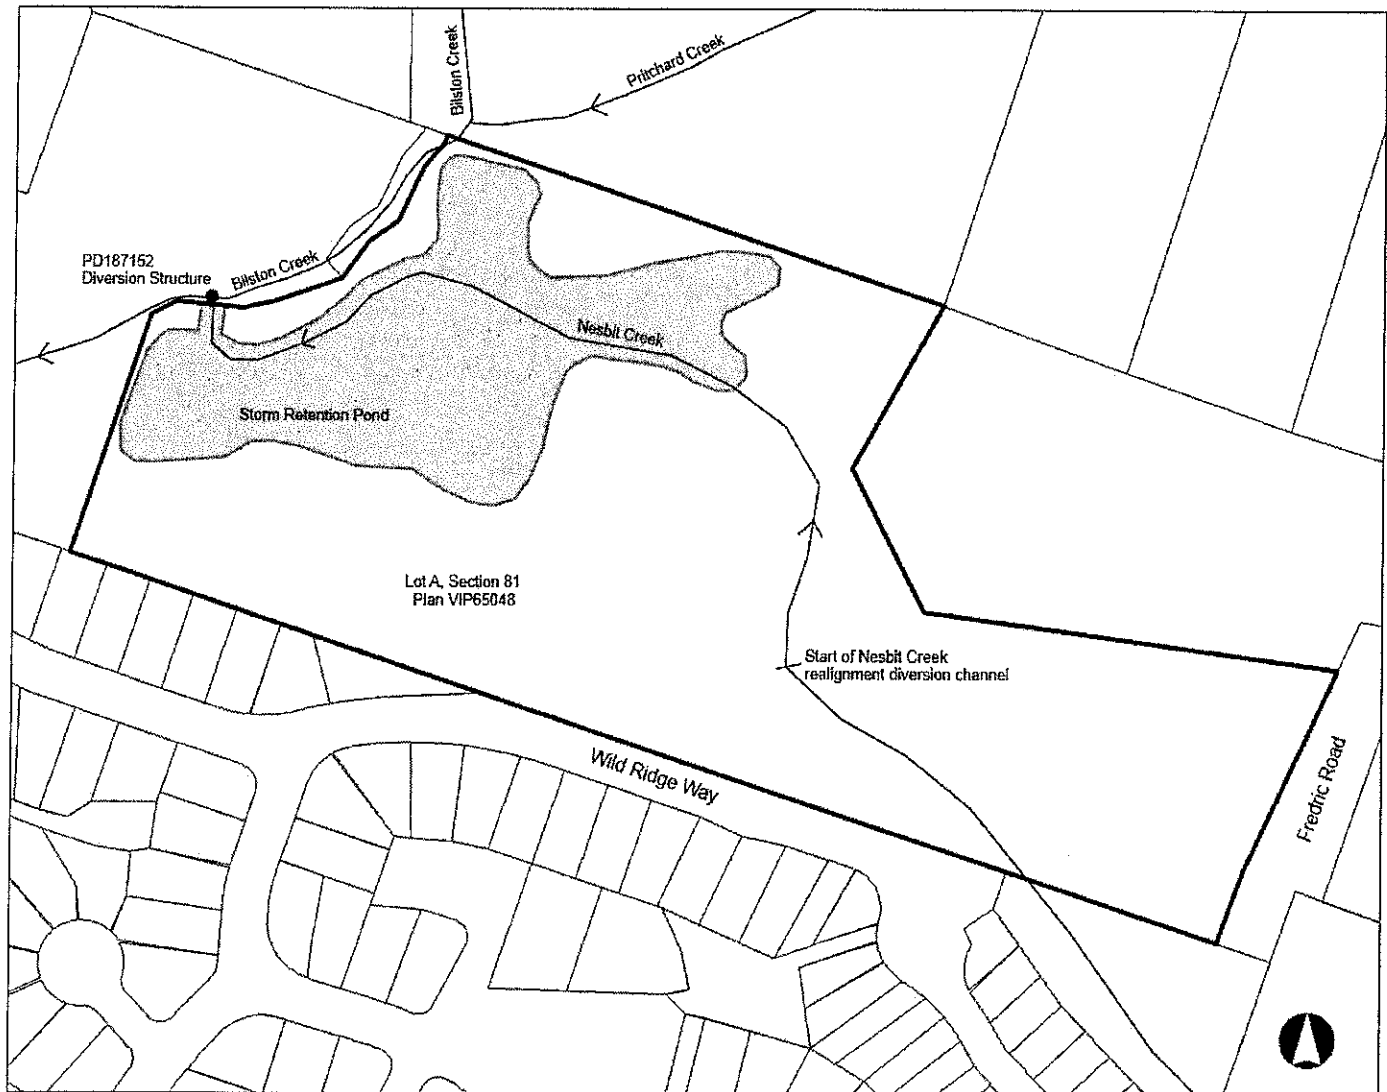 Bilston Creek
Pritchard Creek
PD187152
Diversion Structure
Bilston Creek
Nesbit Creek
Storm Retention Pond
Lot A, Section 81
Plan VIP65048
Start of Nesbit Creek
realignment diversion channel
Wild Ridge Way
Fredric Road